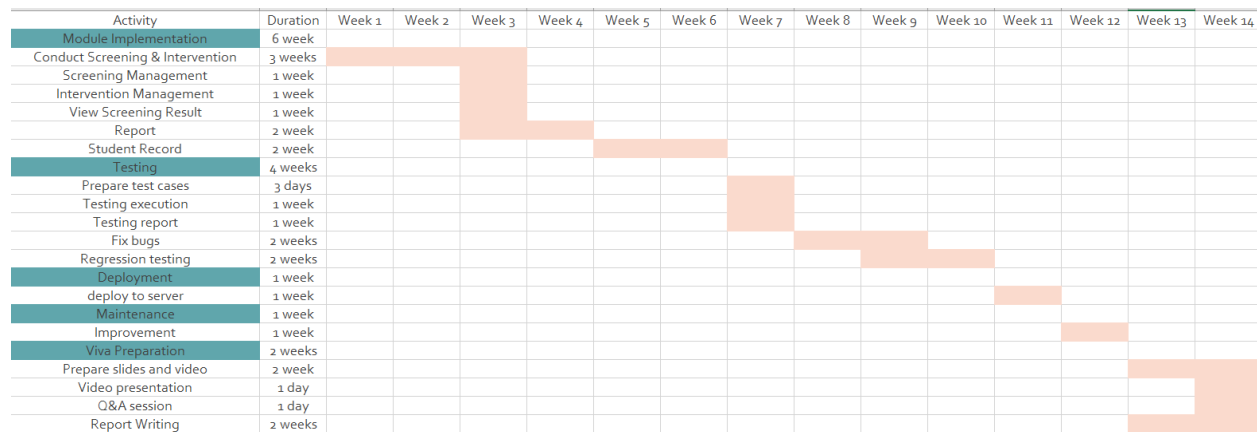 Activity Duration Week 1 Week 2 Week 3 Week 4 Week 5 Week 6 Week 7 Week 8 Week 9 Week 10 Week 11 Week 12 Week 13 Week 14
Module Implementation 6 week
Conduct Screening & Intervention 3 weeks
Screening Management 1 week
Intervention Management 1 week
View Screening Result 1 week
Report 2 week
Student Record 2 week
Testing 4 weeks
Prepare test cases 3 days
Testing execution 1 week
Testing report 1 week
Fix bugs 2 weeks
Regression testing 2 weeks
Deployment 1 week
deploy to server 1 week
Maintenance 1 week
Improvement 1 week
Viva Preparation 2 weeks
Prepare slides and video 2 week
Video presentation 1 day
Q&A session 1 day
Report Writing 2 weeks